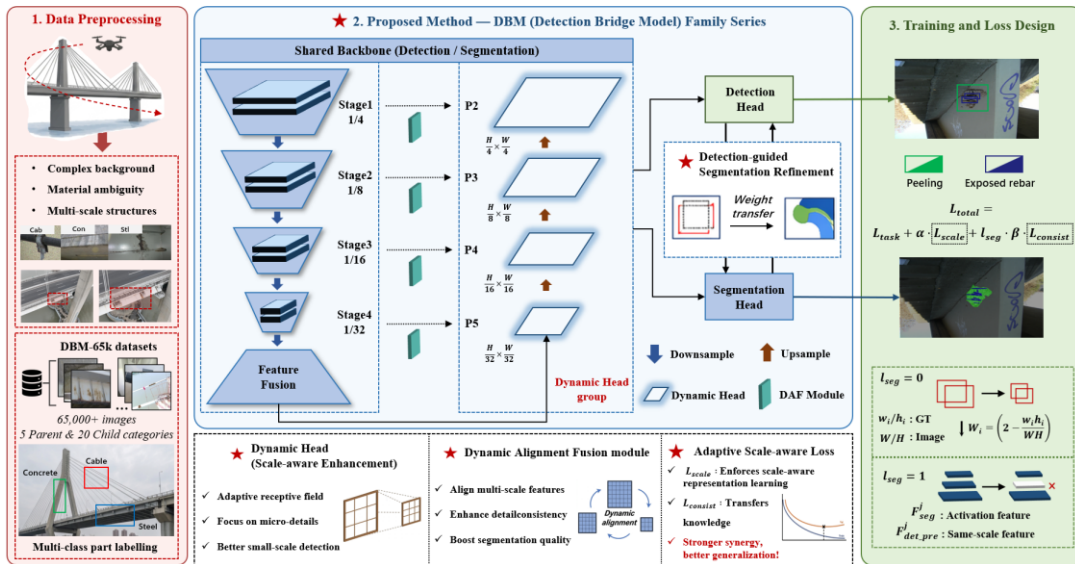 1. Data Preprocessing
• Complex background
• Material ambiguity
• Multi-scale structures
Cab Con Stl
DBM-65k datasets
65,000+ images
5 Parent & 20 Child categories
Concrete
Cable
Steel
Multi-class part labelling
2. Proposed Method — DBM (Detection Bridge Model) Family Series
Shared Backbone (Detection / Segmentation)
Stage1
1/4
Stage2
1/8
Stage3
1/16
Stage4
1/32
Feature
Fusion
P2
H/4 × W/4
P3
H/8 × W/8
P4
H/16 × W/16
P5
H/32 × W/32
Dynamic Head
group
Downsample
Upsample
Dynamic Head
DAF Module
Detection
Head
Detection-guided
Segmentation Refinement
Weight
transfer
Segmentation
Head
Dynamic Head
(Scale-aware Enhancement)
✓ Adaptive receptive field
✓ Focus on micro-details
✓ Better small-scale detection
Dynamic Alignment Fusion module
✓ Align multi-scale features
✓ Enhance detailconsistency
✓ Boost segmentation quality
Dynamic
alignment
Adaptive Scale-aware Loss
✓ L_scale : Enforces scale-aware
representation learning
✓ L_consist : Transfers
knowledge
✓ Stronger synergy,
better generalization!
3. Training and Loss Design
Peeling
Exposed rebar
L_total =
L_task + α · L_scale + l_seg · β · L_consist
l_seg = 0
w_i/h_i : GT
W/H : Image
W_i = (2 − w_i h_i / WH)
l_seg = 1
F^j_seg : Activation feature
F^j_det_pre : Same-scale feature